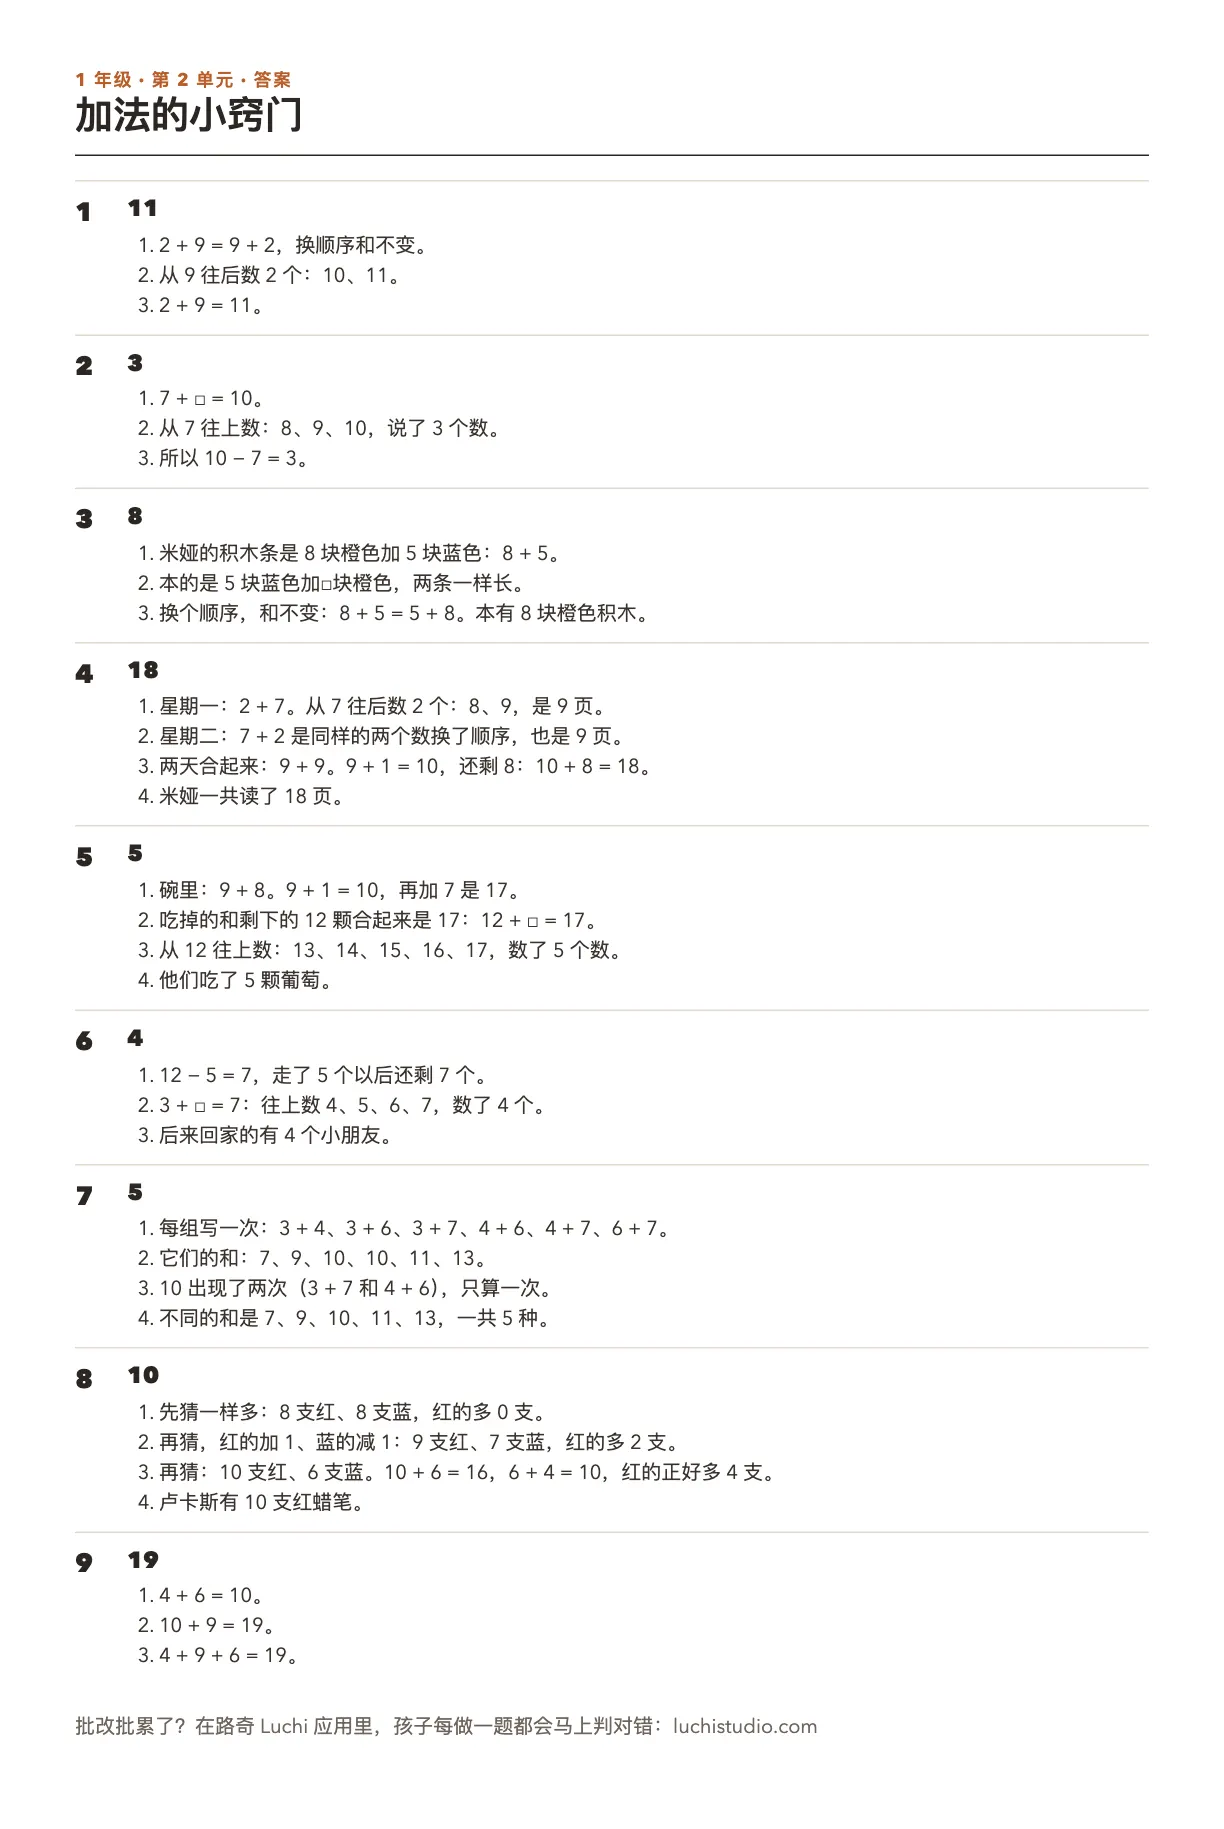 1 年级 · 第 2 单元 · 答案
加法的小窍门
1 11
1. 2 + 9 = 9 + 2，换顺序和不变。
2. 从 9 往后数 2 个：10、11。
3. 2 + 9 = 11。
2 3
1. 7 + □ = 10。
2. 从 7 往上数：8、9、10，说了 3 个数。
3. 所以 10 − 7 = 3。
3 8
1. 米娅的积木条是 8 块橙色加 5 块蓝色：8 + 5。
2. 本的是 5 块蓝色加□块橙色，两条一样长。
3. 换个顺序，和不变：8 + 5 = 5 + 8。本有 8 块橙色积木。
4 18
1. 星期一：2 + 7。从 7 往后数 2 个：8、9，是 9 页。
2. 星期二：7 + 2 是同样的两个数换了顺序，也是 9 页。
3. 两天合起来：9 + 9。9 + 1 = 10，还剩 8：10 + 8 = 18。
4. 米娅一共读了 18 页。
5 5
1. 碗里：9 + 8。9 + 1 = 10，再加 7 是 17。
2. 吃掉的和剩下的 12 颗合起来是 17：12 + □ = 17。
3. 从 12 往上数：13、14、15、16、17，数了 5 个数。
4. 他们吃了 5 颗葡萄。
6 4
1. 12 − 5 = 7，走了 5 个以后还剩 7 个。
2. 3 + □ = 7：往上数 4、5、6、7，数了 4 个。
3. 后来回家的有 4 个小朋友。
7 5
1. 每组写一次：3 + 4、3 + 6、3 + 7、4 + 6、4 + 7、6 + 7。
2. 它们的和：7、9、10、10、11、13。
3. 10 出现了两次（3 + 7 和 4 + 6），只算一次。
4. 不同的和是 7、9、10、11、13，一共 5 种。
8 10
1. 先猜一样多：8 支红、8 支蓝，红的多 0 支。
2. 再猜，红的加 1、蓝的减 1：9 支红、7 支蓝，红的多 2 支。
3. 再猜：10 支红、6 支蓝。10 + 6 = 16，6 + 4 = 10，红的正好多 4 支。
4. 卢卡斯有 10 支红蜡笔。
9 19
1. 4 + 6 = 10。
2. 10 + 9 = 19。
3. 4 + 9 + 6 = 19。
批改批累了？在路奇 Luchi 应用里，孩子每做一题都会马上判对错：luchistudio.com